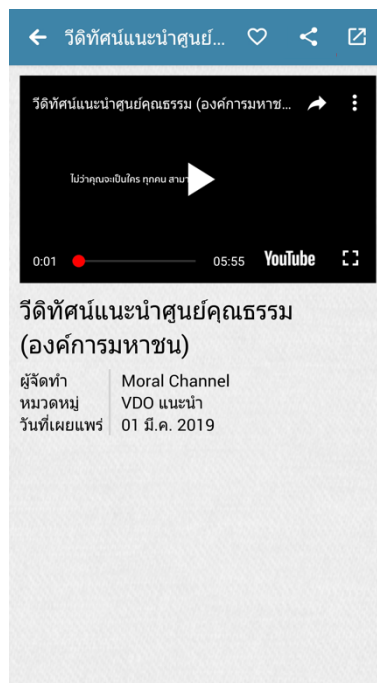 วีดิทัศน์แนะนำศูนย์...
วีดิทัศน์แนะนำศูนย์คุณธรรม (องค์การมหาช...
ไม่ว่าคุณจะเป็นใคร ทุกคน
0:01 05:55 YouTube
วีดิทัศน์แนะนำศูนย์คุณธรรม
(องค์การมหาชน)
ผู้จัดทำ Moral Channel
หมวดหมู่ VDO แนะนำ
วันที่เผยแพร่ 01 มี.ค. 2019